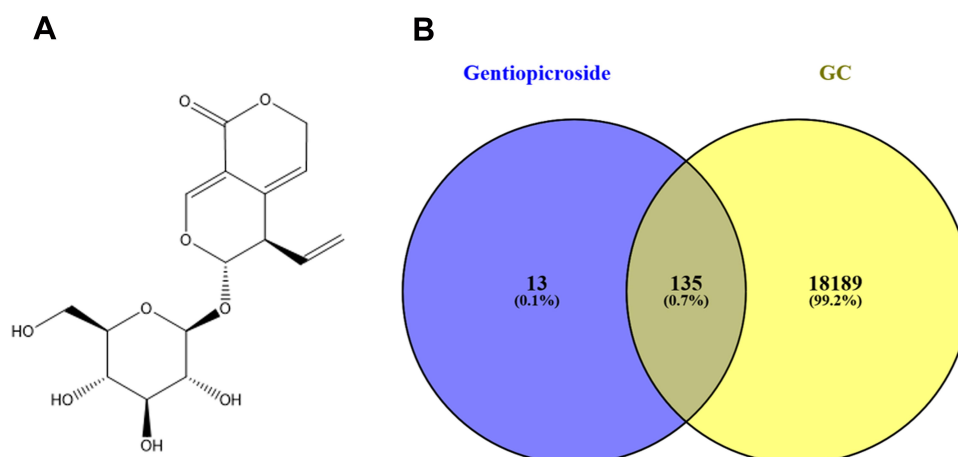 A
B
Gentiopicroside
GC
O
O
O
O
O
HO
HO
OH
OH
13
(0.1%)
135
(0.7%)
18189
(99.2%)